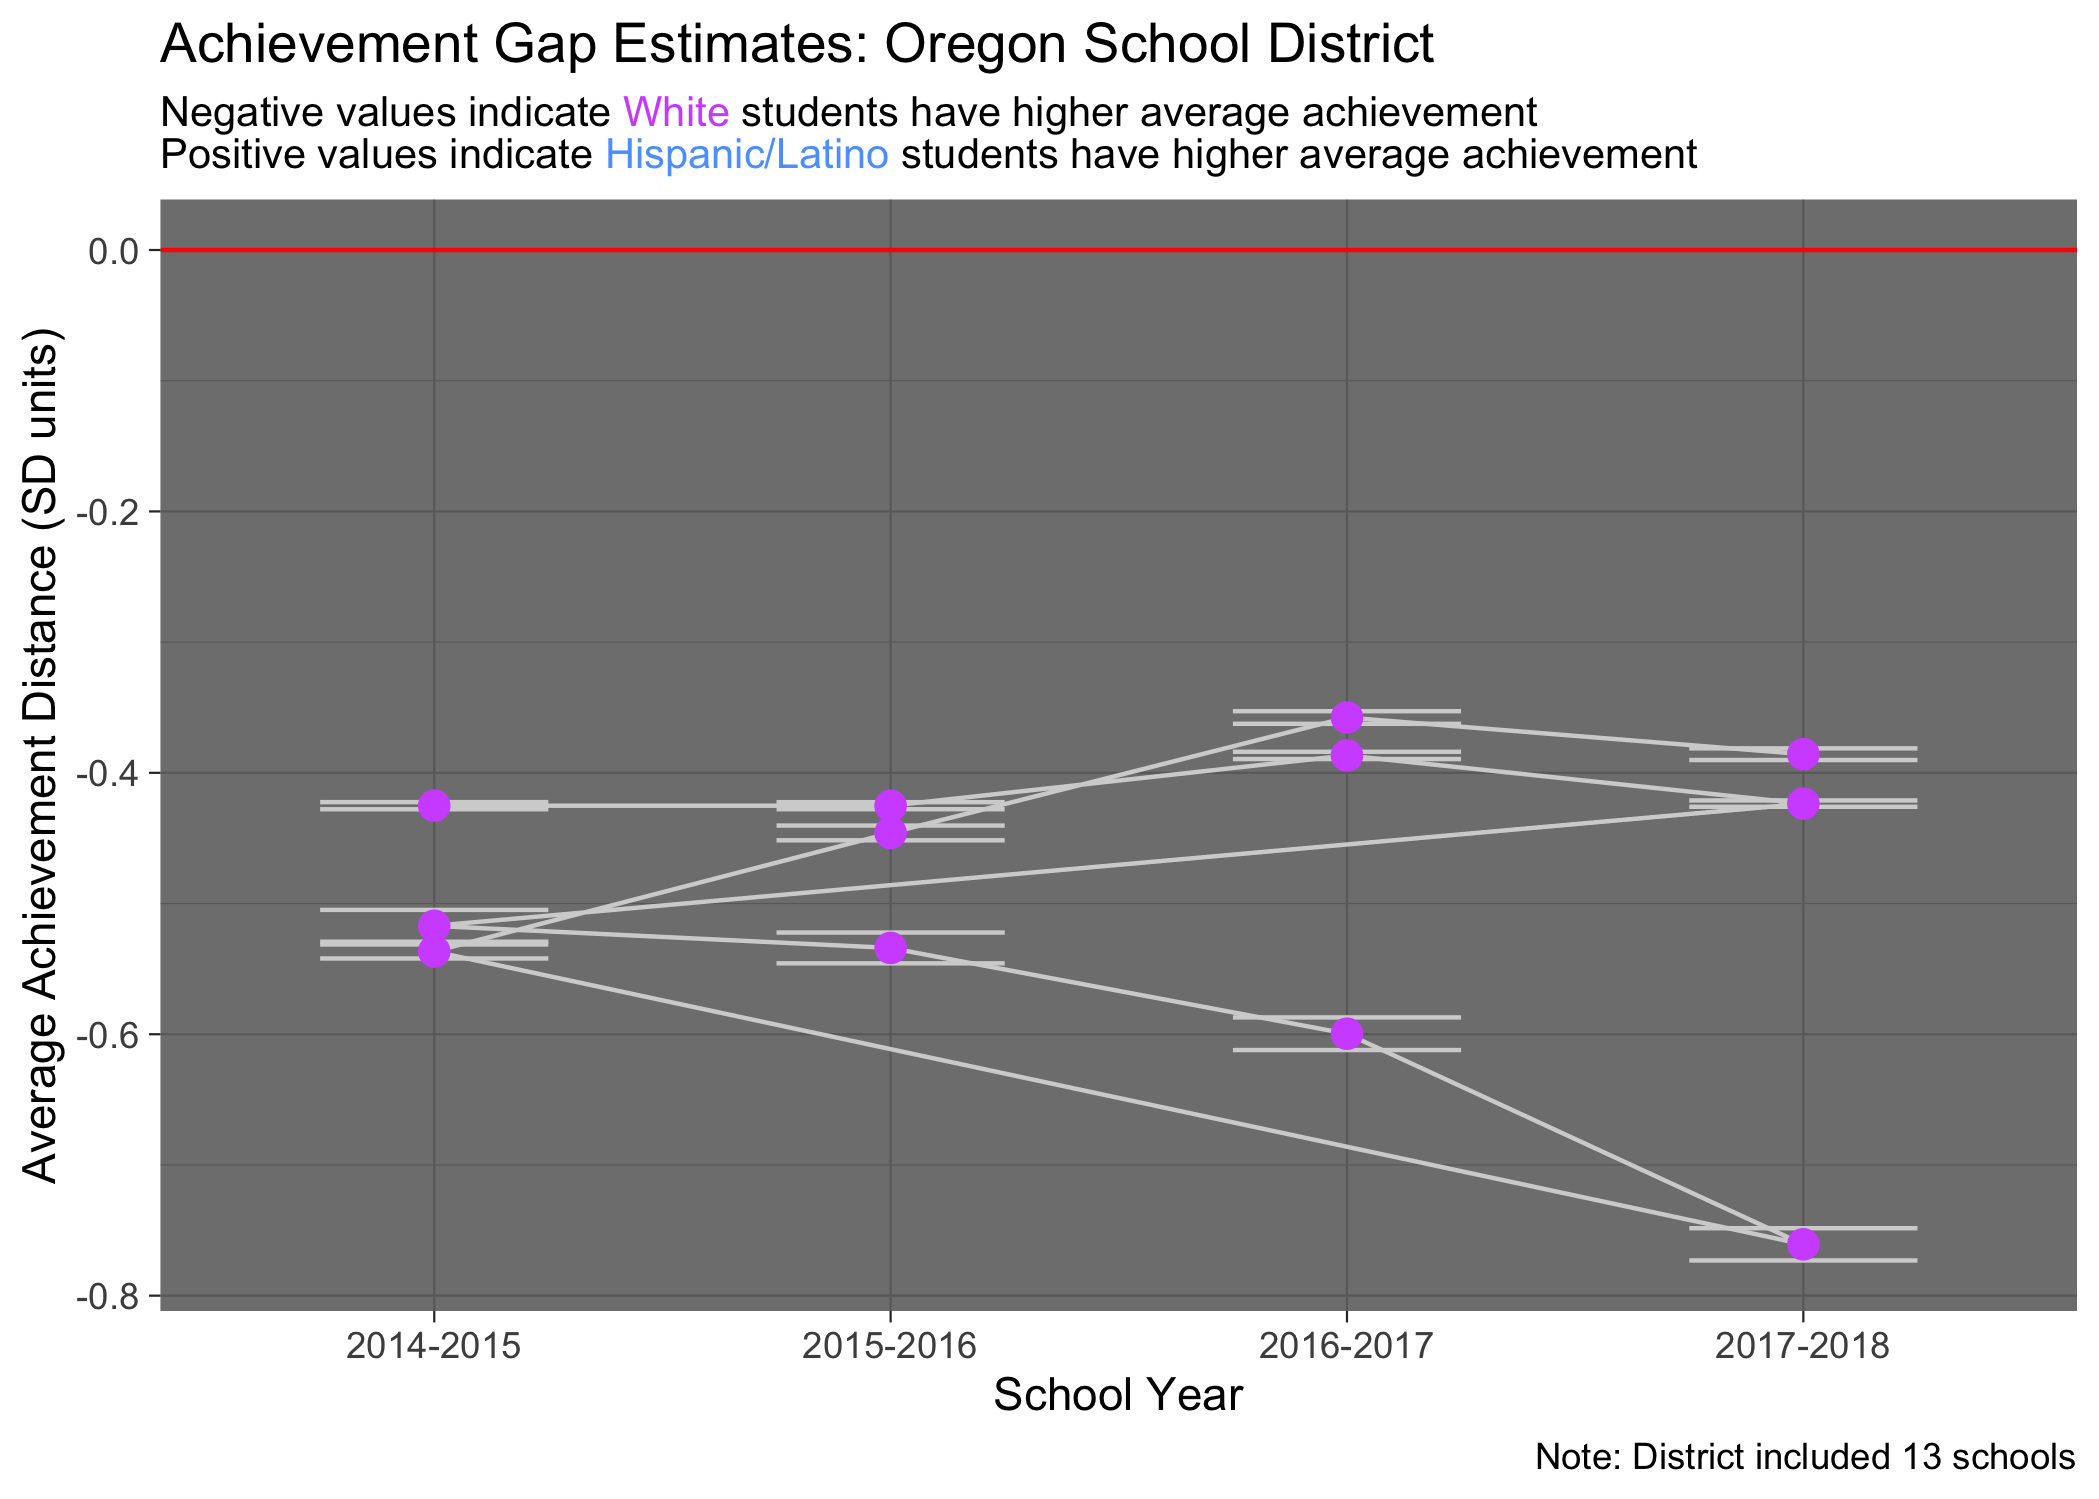 Achievement Gap Estimates: Oregon School District
Negative values indicate White students have higher average achievement
Positive values indicate Hispanic/Latino students have higher average achievement
Average Achievement Distance (SD units)
0.0
-0.2
-0.4
-0.6
-0.8
2014-2015 2015-2016 2016-2017 2017-2018
School Year
Note: District included 13 schools